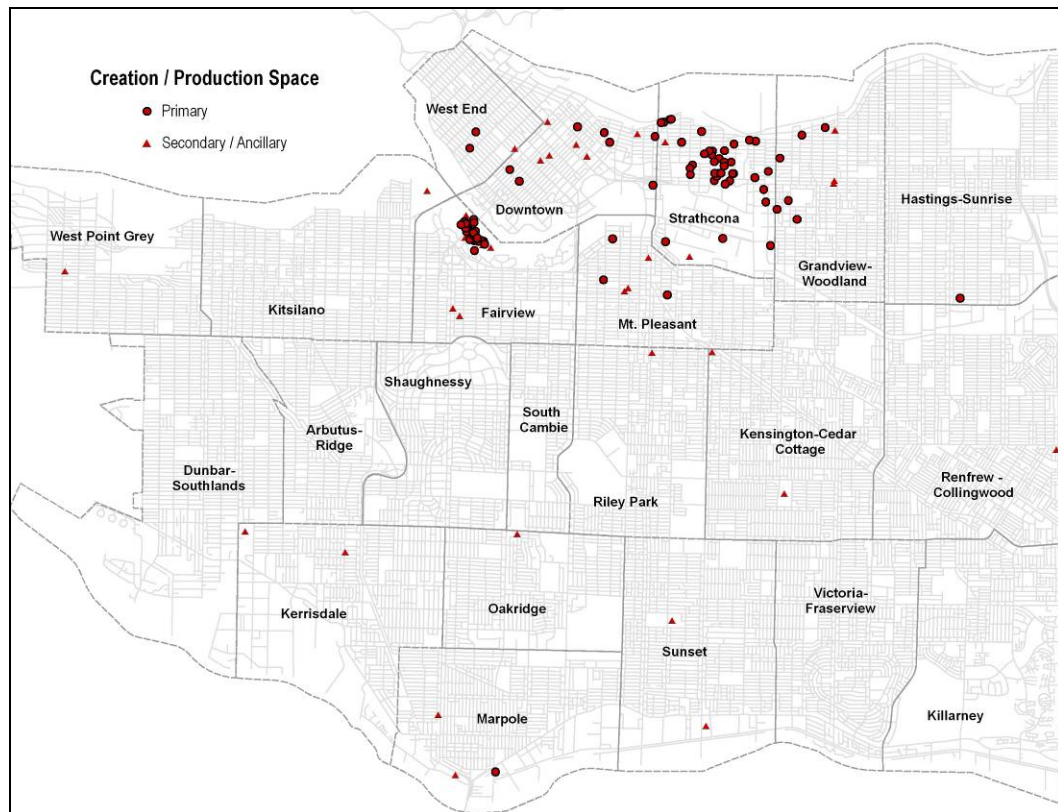 Creation / Production Space
Primary
Secondary / Ancillary
West End
Downtown
Strathcona
Hastings-Sunrise
West Point Grey
Grandview-
Woodland
Kitsilano
Fairview
Mt. Pleasant
Shaughnessy
South
Cambie
Arbutus-
Ridge
Kensington-Cedar
Cottage
Dunbar-
Southlands
Riley Park
Renfrew -
Collingwood
Kerrisdale
Oakridge
Victoria-
Fraserview
Sunset
Marpole
Killarney